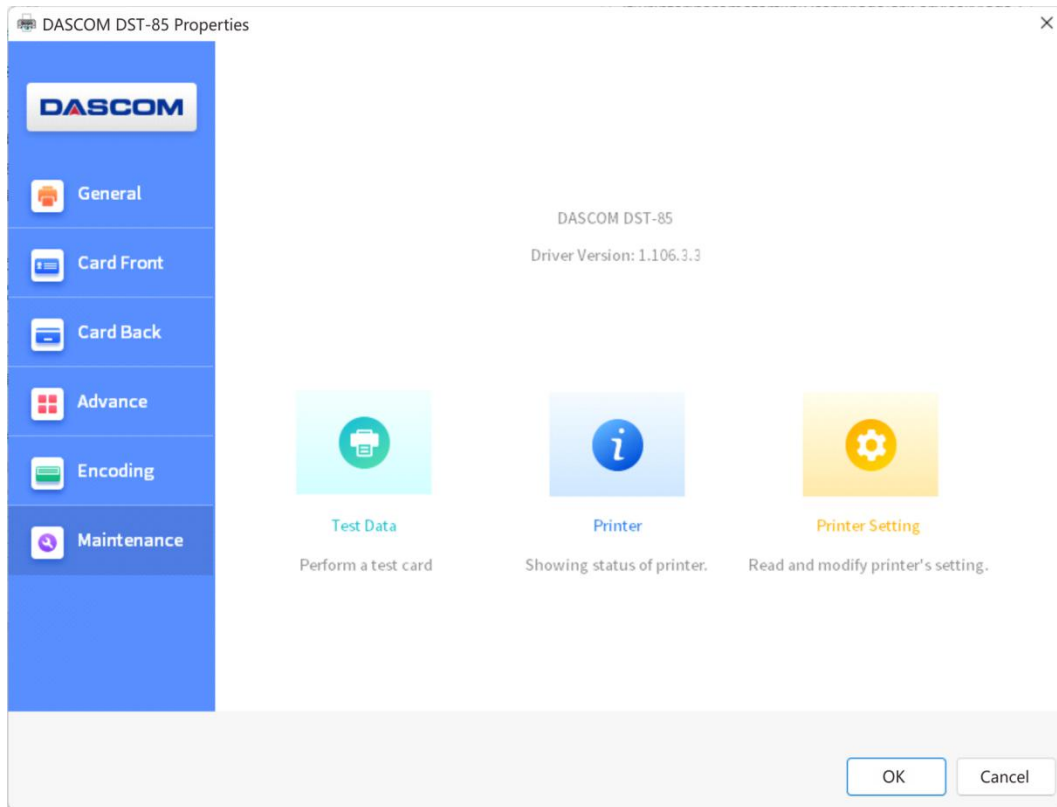 DASCOM DST-85 Properties
DASCOM
General
Card Front
Card Back
Advance
Encoding
Maintenance
DASCOM DST-85
Driver Version: 1.106.3.3
Test Data
Perform a test card
Printer
Showing status of printer.
Printer Setting
Read and modify printer's setting.
OK
Cancel